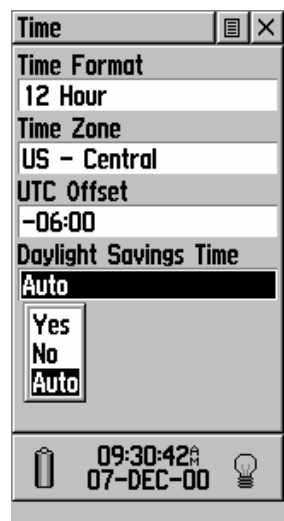 Time
Time Format
12 Hour
Time Zone
US - Central
UTC Offset
-06:00
Daylight Savings Time
Auto
Yes
No
Auto
09:30:42AM
07-DEC-00